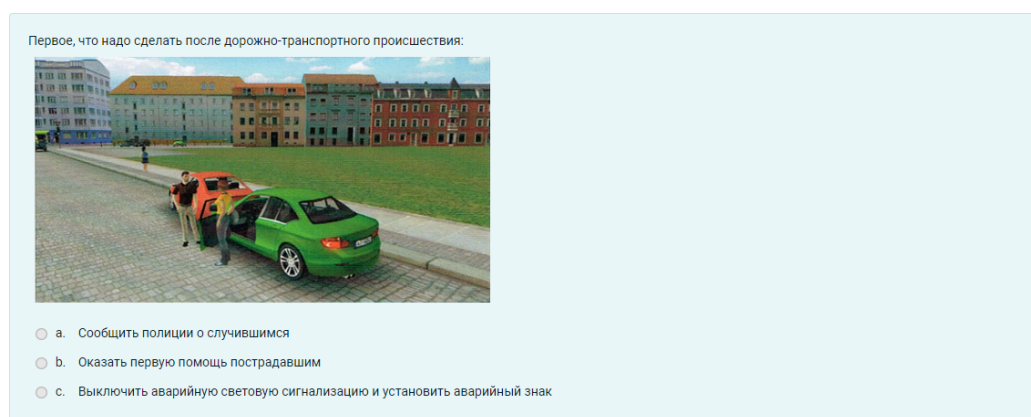 Первое, что надо сделать после дорожно-транспортного происшествия:
a. Сообщить полиции о случившимся
b. Оказать первую помощь пострадавшим
c. Выключить аварийную световую сигнализацию и установить аварийный знак